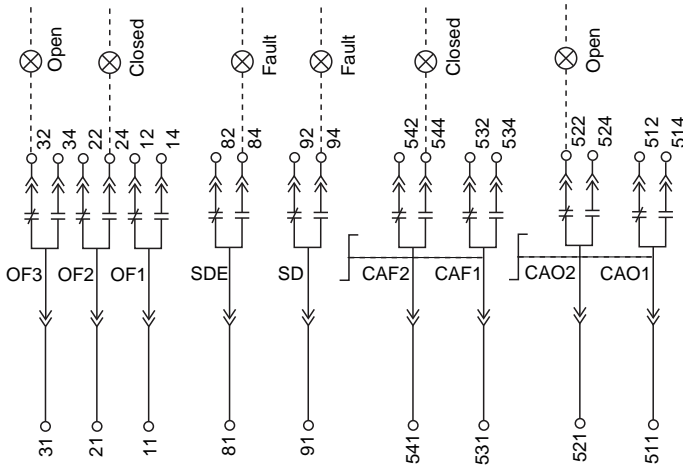 Open
Closed
Fault
Fault
Closed
Open
32
34
22
24
12
14
82
84
92
94
542
544
532
534
522
524
512
514
OF3
OF2
OF1
SDE
SD
CAF2
CAF1
CAO2
CAO1
31
21
11
81
91
541
531
521
511